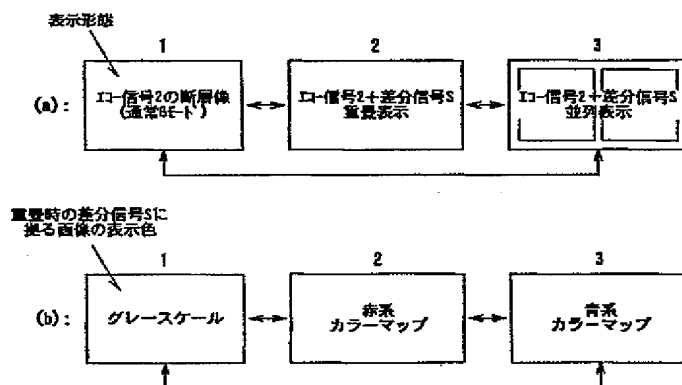 表示形態
1
2
3
(a):
エコー信号2の断層像
(通常Bモード)
エコー信号2+差分信号S
重畳表示
エコー信号2+差分信号S
並列表示
重畳時の差分信号Sに
拠る画像の表示色
1
2
3
(b):
グレースケール
赤系
カラーマップ
青系
カラーマップ